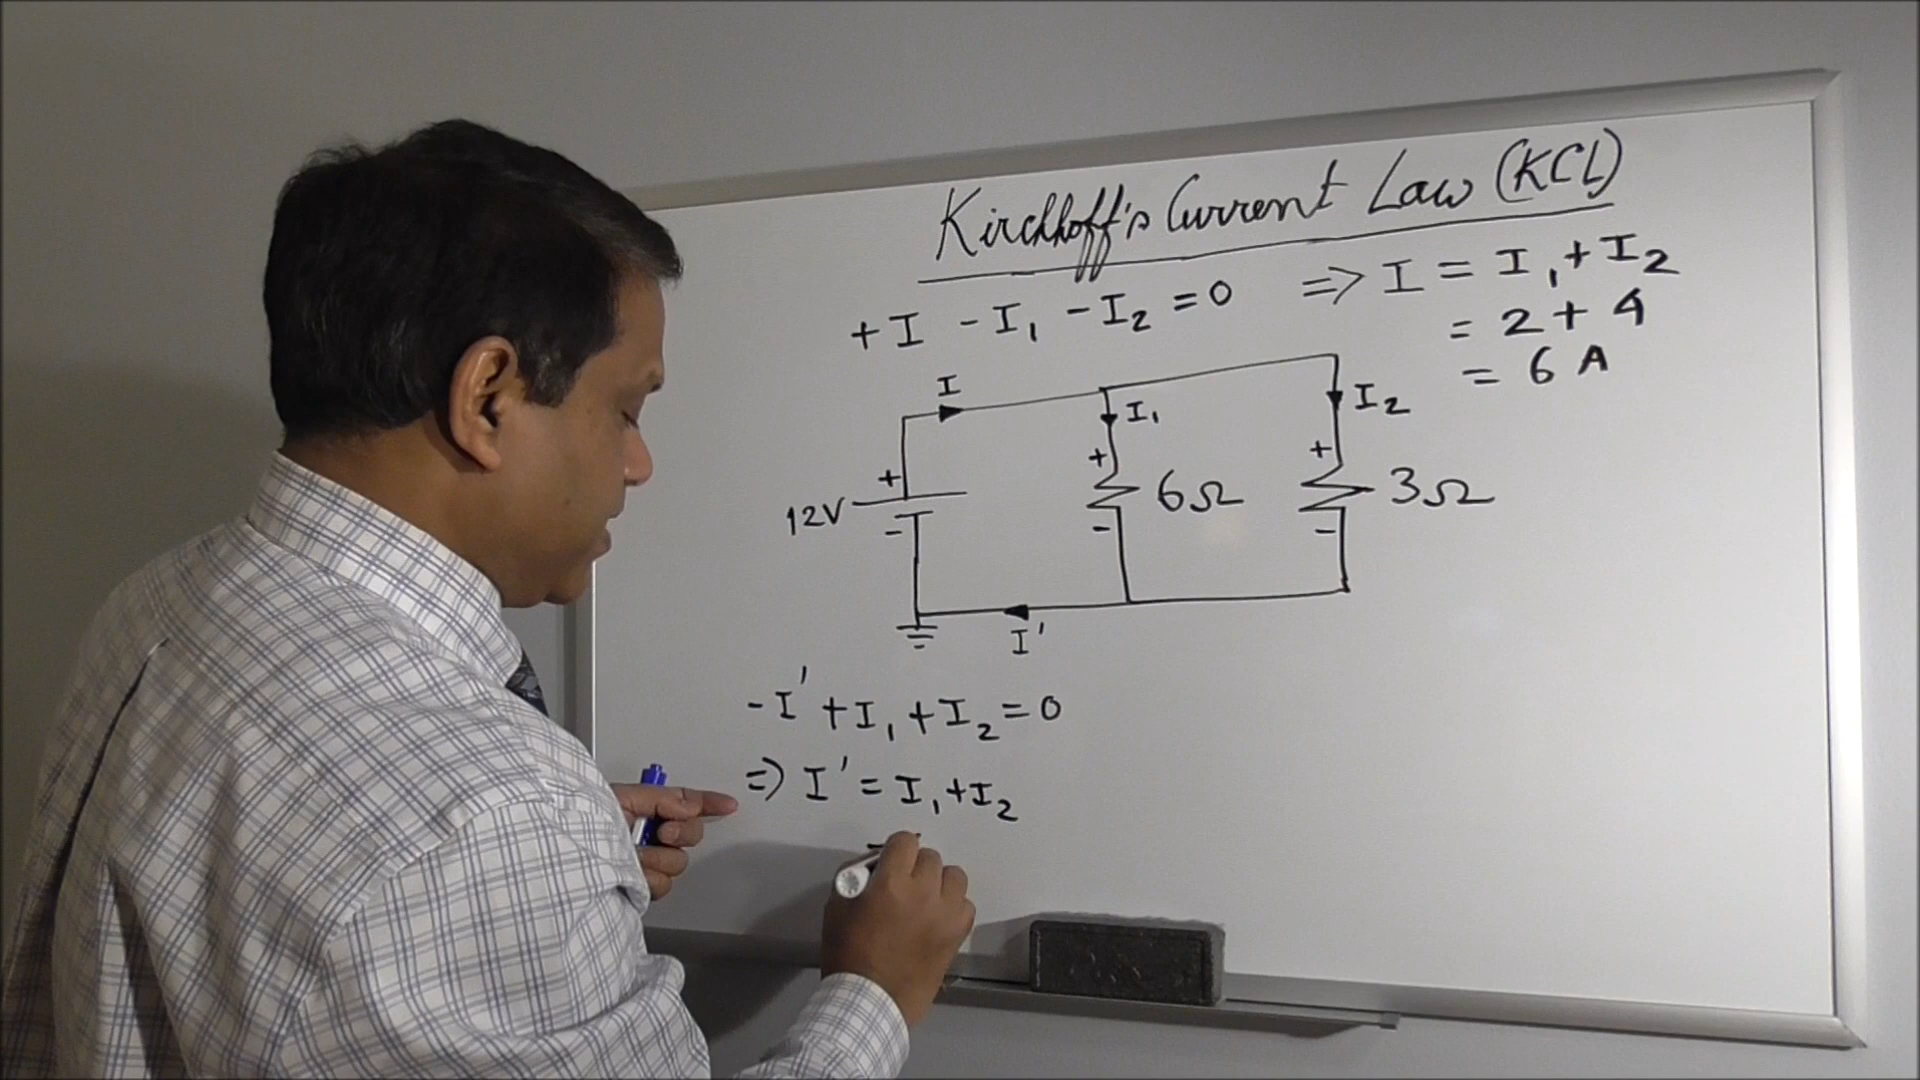 Kirchhoff's Current Law (KCL)
+I - I₁ - I₂ = 0 => I = I₁ + I₂
= 2 + 4
= 6 A
I
I₁
I₂
+
+
+
12V
6Ω
3Ω
-
-
-
I'
-I' + I₁ + I₂ = 0
=> I' = I₁ + I₂